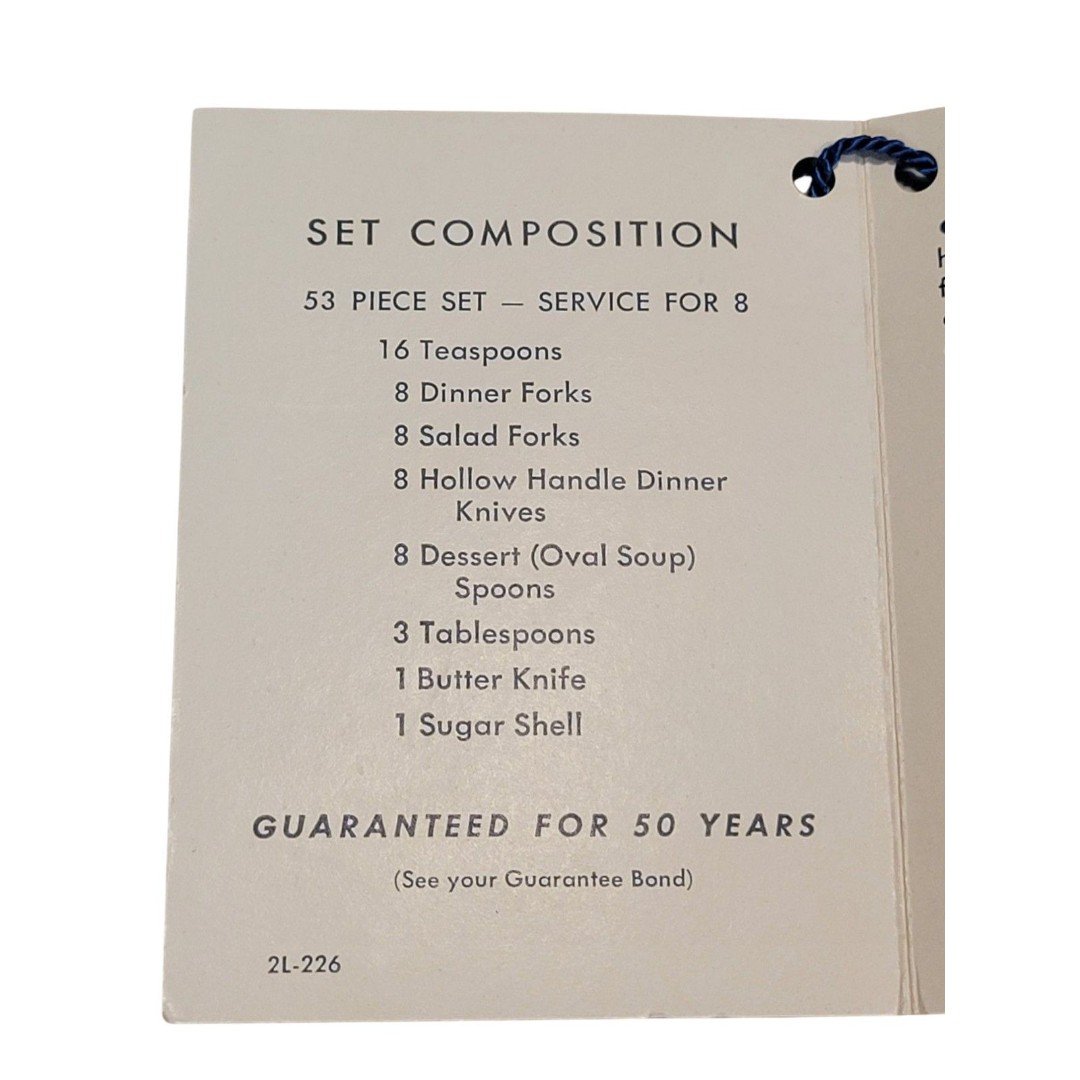 SET COMPOSITION
53 PIECE SET — SERVICE FOR 8
16 Teaspoons
8 Dinner Forks
8 Salad Forks
8 Hollow Handle Dinner
Knives
8 Dessert (Oval Soup)
Spoons
3 Tablespoons
1 Butter Knife
1 Sugar Shell
GUARANTEED FOR 50 YEARS
(See your Guarantee Bond)
2L-226